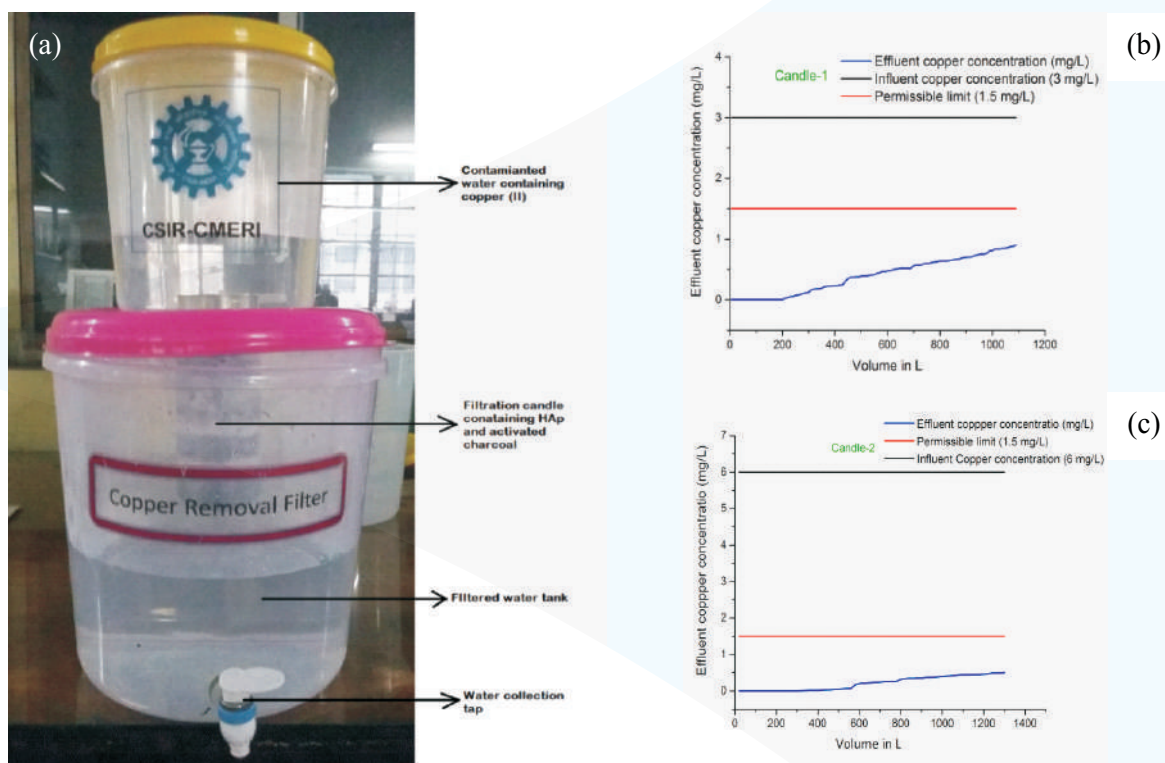 (a)
CSIR-CMERI
Contamianted
water containing
copper (II)
Filtration candle
conataining HAp
and activated
charcoal
Copper Removal Filter
Filtered water tank
Water collection
tap
(b)
Candle-1
Effluent copper concentration (mg/L)
Influent copper concentration (3 mg/L)
Permissible limit (1.5 mg/L)
Effluent copper concentration (mg/L)
4
3
2
1
0
0 200 400 600 800 1000 1200
Volume in L
(c)
Candle-2
Effluent coppper concentratio (mg/L)
Permissible limit (1.5 mg/L)
Influent Copper concentration (6 mg/L)
Effluent coppper concentratio (mg/L)
7
6
5
4
3
2
1
0
0 200 400 600 800 1000 1200 1400
Volume in L